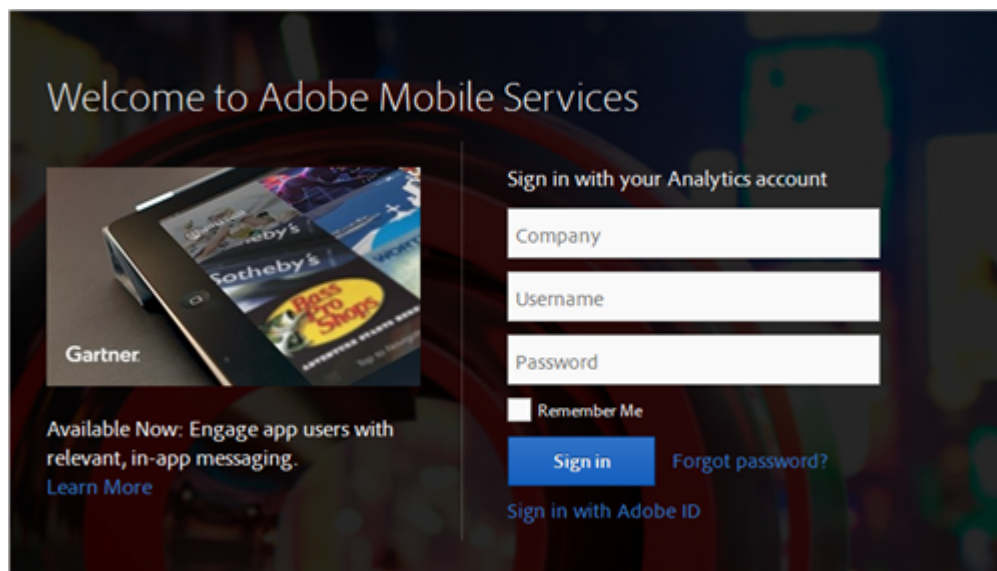 Welcome to Adobe Mobile Services
Sotheby's
Bass
Pro
Shops
Gartner
Available Now: Engage app users with
relevant, in-app messaging.
Learn More
Sign in with your Analytics account
Company
Username
Password
Remember Me
Sign in
Forgot password?
Sign in with Adobe ID